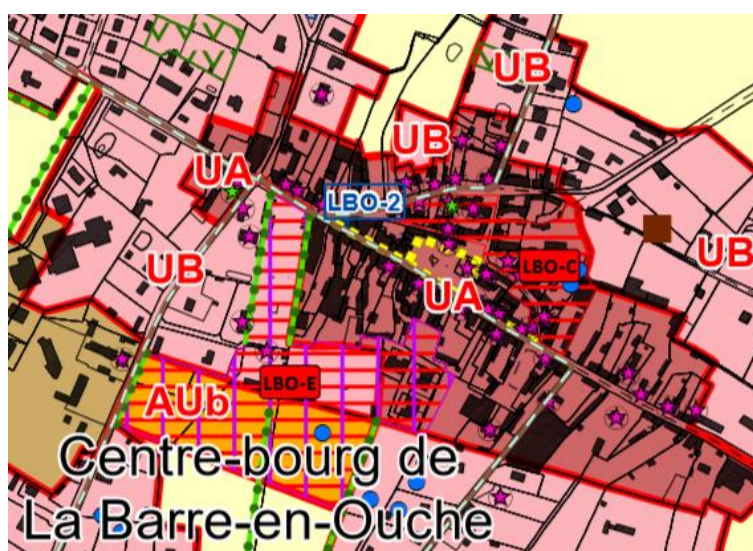 UB
UB
UA
LBO-2
UB
UB
LBO-C
UA
LBO-E
AUb
Centre-bourg de
La Barre-en-Ouche